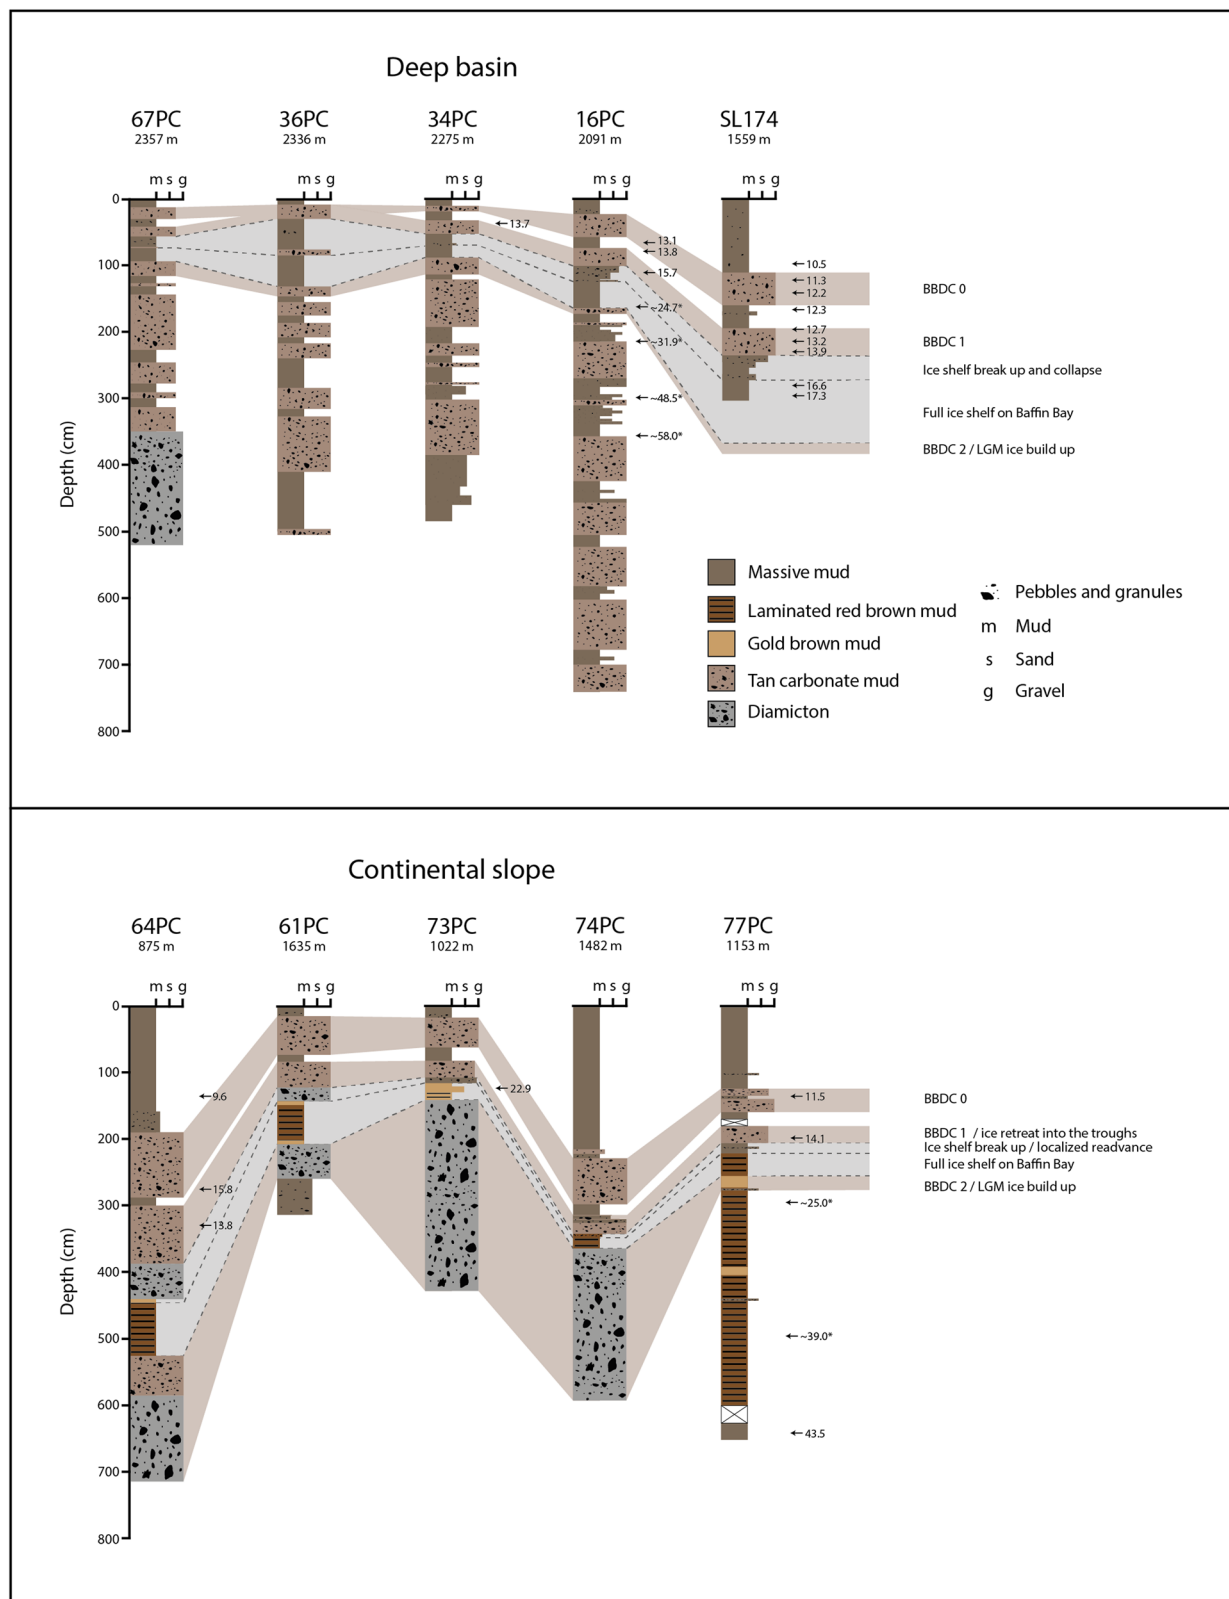 Deep basin
67PC 36PC 34PC 16PC SL174
2357 m 2336 m 2275 m 2091 m 1559 m
m s g m s g m s g m s g m s g
0
100
200
300
400
500
600
700
800
Depth (cm)
13.7
13.1
13.8
15.7
~24.7*
~31.9*
~48.5*
~58.0*
10.5
11.3
12.2
12.3
12.7
13.2
13.9
16.6
17.3
BBDC 0
BBDC 1
Ice shelf break up and collapse
Full ice shelf on Baffin Bay
BBDC 2 / LGM ice build up
Massive mud
Laminated red brown mud
Gold brown mud
Tan carbonate mud
Diamicton
Pebbles and granules
m Mud
s Sand
g Gravel
Continental slope
64PC 61PC 73PC 74PC 77PC
875 m 1635 m 1022 m 1482 m 1153 m
m s g m s g m s g m s g m s g
0
100
200
300
400
500
600
700
800
Depth (cm)
9.6
15.8
13.8
22.9
11.5
14.1
~25.0*
~39.0*
43.5
BBDC 0
BBDC 1 / ice retreat into the troughs
Ice shelf break up / localized readvance
Full ice shelf on Baffin Bay
BBDC 2 / LGM ice build up